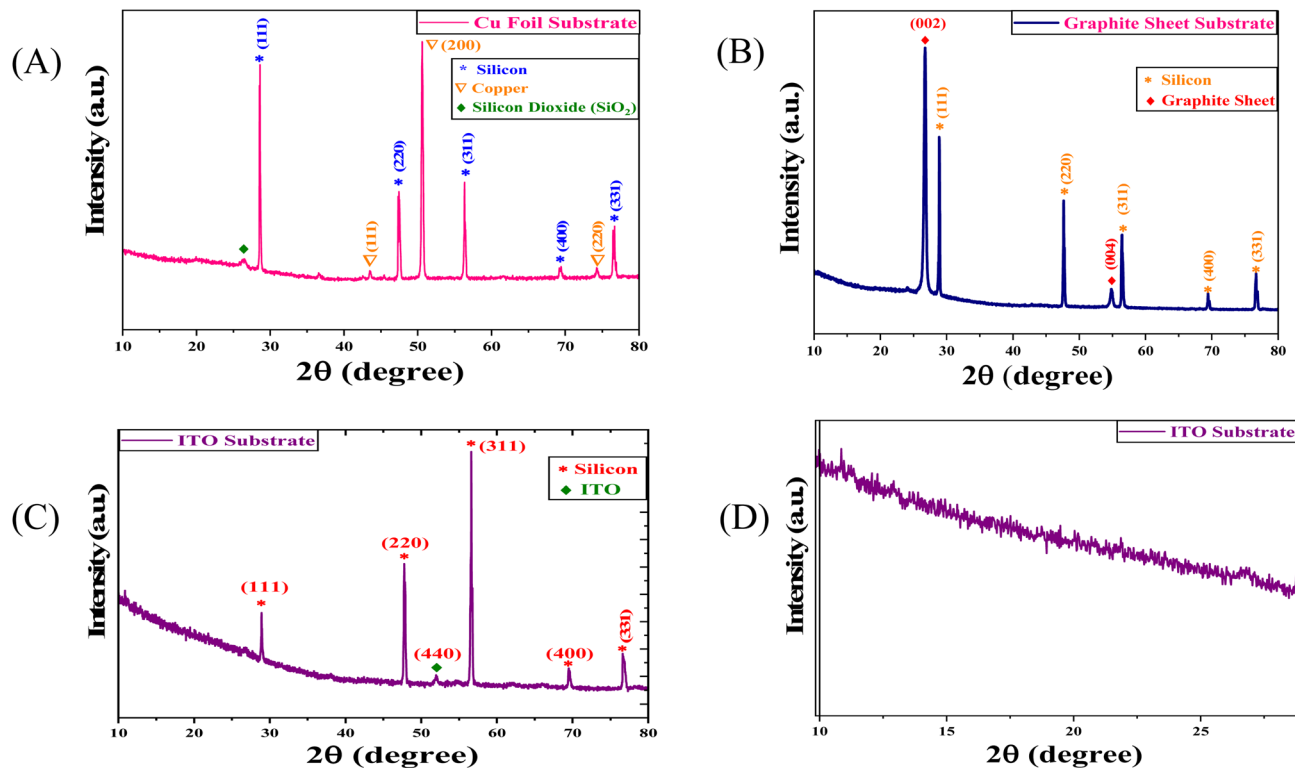 (A)
Cu Foil Substrate
* Silicon
▽ Copper
◆ Silicon Dioxide (SiO₂)
* (111)
▽ (111)
* (220)
▽ (200)
* (311)
* (400)
▽ (220)
* (331)
Intensity (a.u.)
10 20 30 40 50 60 70 80
2θ (degree)
(B)
Graphite Sheet Substrate
* Silicon
◆ Graphite Sheet
(002)
* (111)
* (220)
(004)
* (311)
* (400)
* (331)
Intensity (a.u.)
10 20 30 40 50 60 70 80
2θ (degree)
(C)
ITO Substrate
* Silicon
◆ ITO
(111)
(220)
(440)
* (311)
(400)
* (331)
Intensity (a.u.)
10 20 30 40 50 60 70 80
2θ (degree)
(D)
ITO Substrate
Intensity (a.u.)
10 15 20 25
2θ (degree)